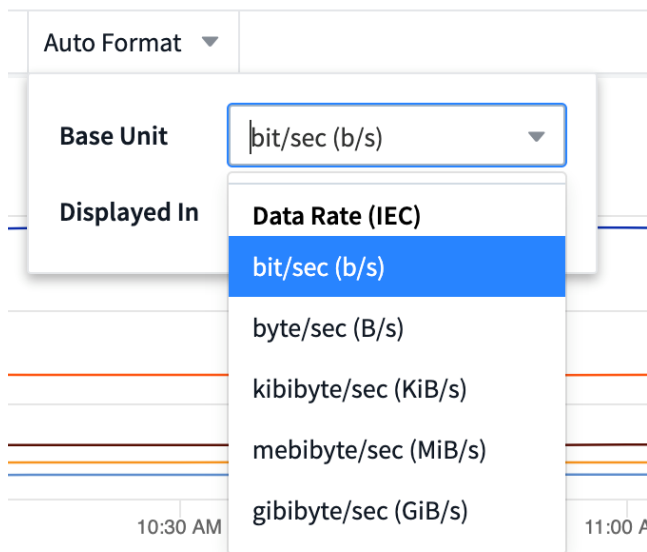 Auto Format
Base Unit
bit/sec (b/s)
Displayed In
Data Rate (IEC)
bit/sec (b/s)
byte/sec (B/s)
kibibyte/sec (KiB/s)
mebibyte/sec (MiB/s)
gibibyte/sec (GiB/s)
10:30 AM
11:00 A